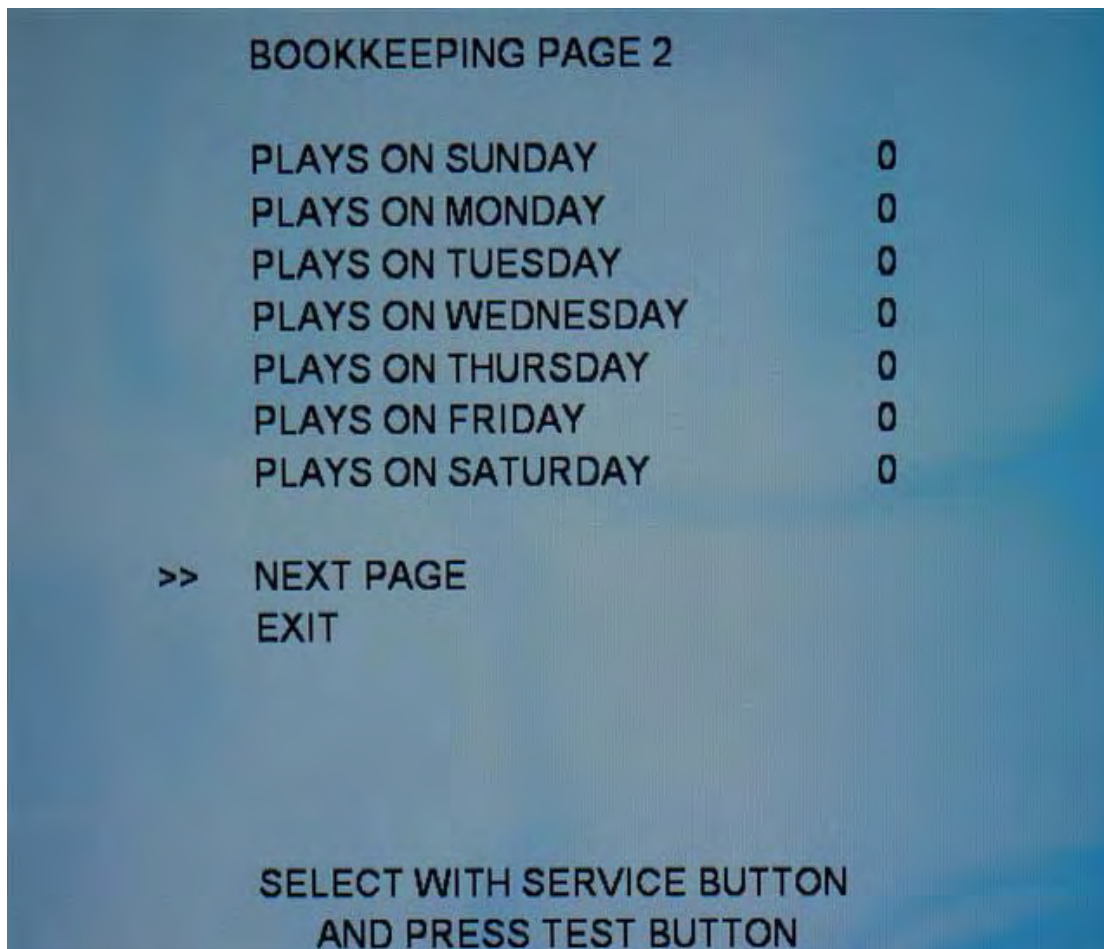 BOOKKEEPING PAGE 2
PLAYS ON SUNDAY 0
PLAYS ON MONDAY 0
PLAYS ON TUESDAY 0
PLAYS ON WEDNESDAY 0
PLAYS ON THURSDAY 0
PLAYS ON FRIDAY 0
PLAYS ON SATURDAY 0
>> NEXT PAGE
EXIT
SELECT WITH SERVICE BUTTON
AND PRESS TEST BUTTON